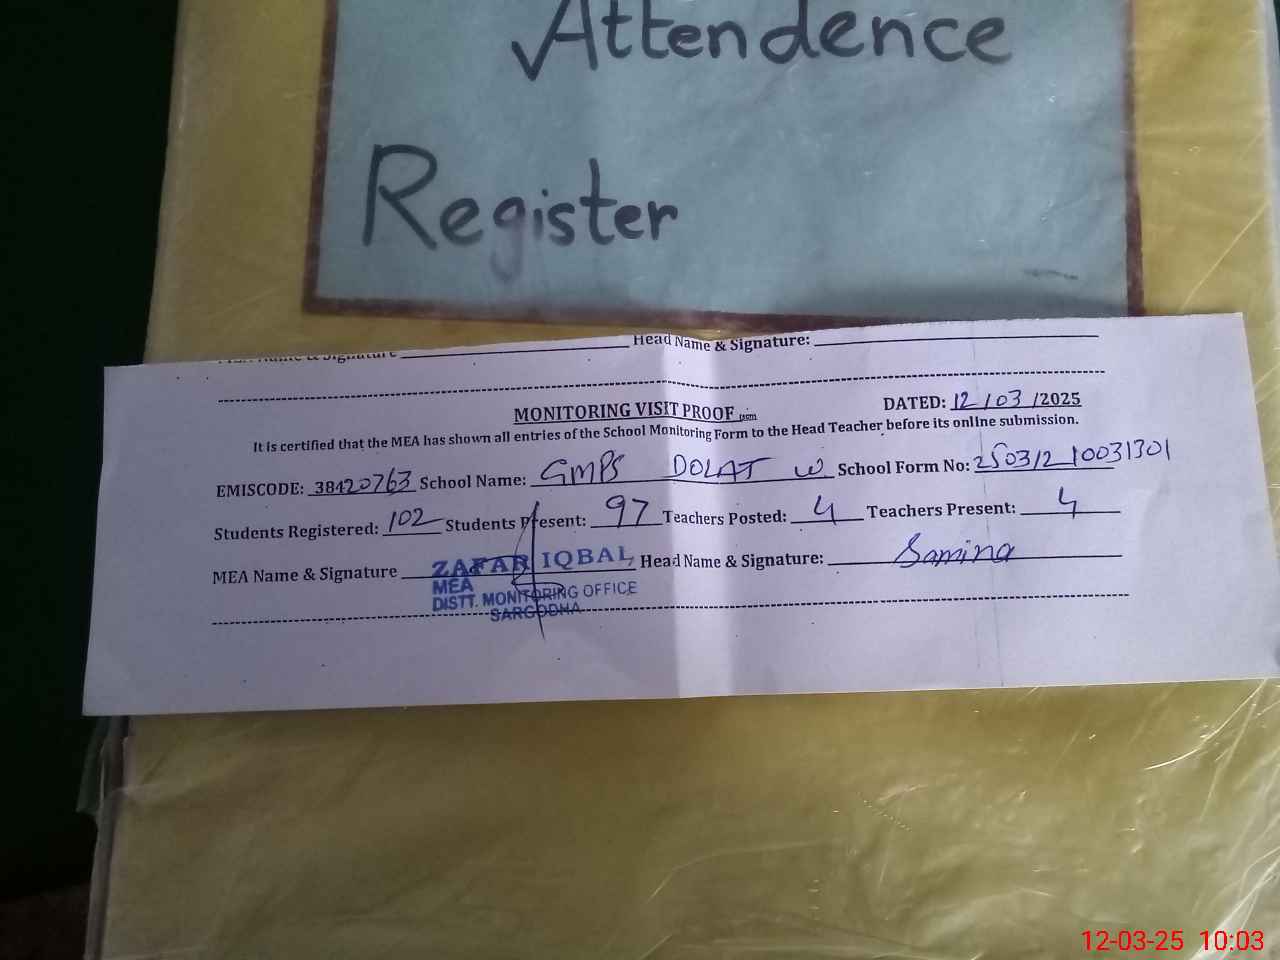 Attendence
Register
Head Name & Signature:
MONITORING VISIT PROOF
DATED: 12/03/2025
It is certified that the MEA has shown all entries of the School Monitoring Form to the Head Teacher before its online submission.
EMISCODE: 38420763 School Name: GMPS DOLAT W School Form No: 250312 10031301
Students Registered: 102 Students Present: 97 Teachers Posted: 4 Teachers Present: 4
MEA Name & Signature ZAFAR IQBAL Head Name & Signature: Samina
MEA
DISTT. MONITORING OFFICE
SARGODHA
12-03-25 10:03